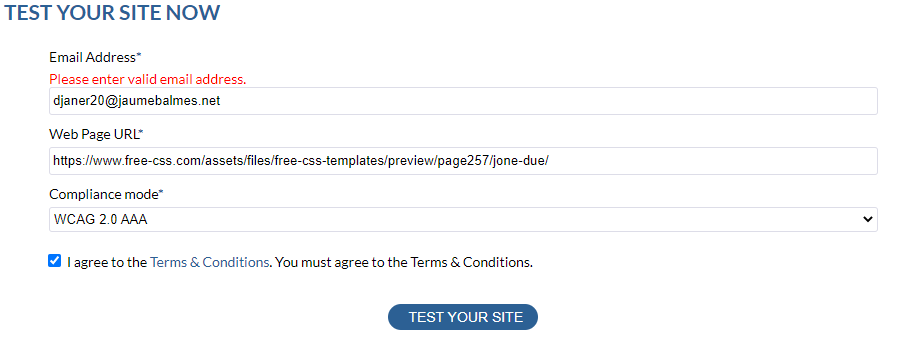 TEST YOUR SITE NOW
Email Address*
Please enter valid email address.
djaner20@jaumebalmes.net
Web Page URL*
https://www.free-css.com/assets/files/free-css-templates/preview/page257/jone-due/
Compliance mode*
WCAG 2.0 AAA
I agree to the Terms & Conditions. You must agree to the Terms & Conditions.
TEST YOUR SITE